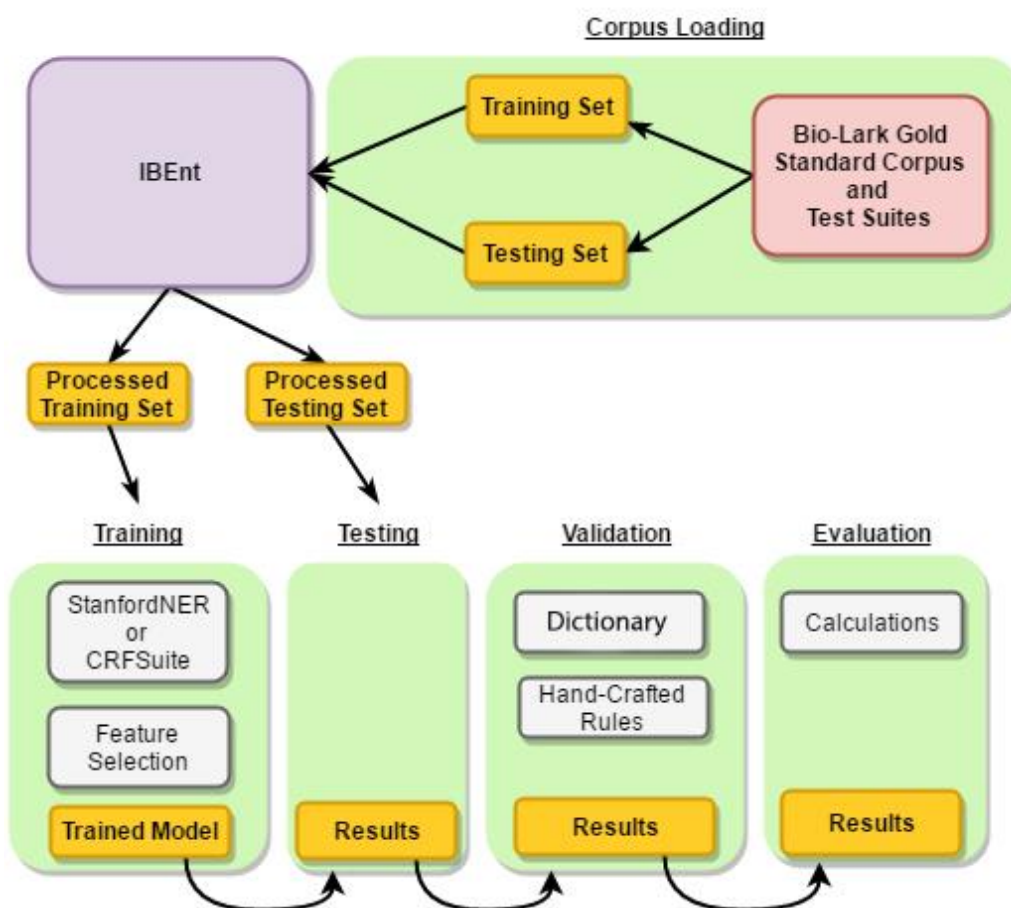 Corpus Loading
IBEnt
Training Set
Testing Set
Bio-Lark Gold
Standard Corpus
and
Test Suites
Processed
Training Set
Processed
Testing Set
Training
StanfordNER
or
CRFSuite
Feature
Selection
Trained Model
Testing
Results
Validation
Dictionary
Hand-Crafted
Rules
Results
Evaluation
Calculations
Results